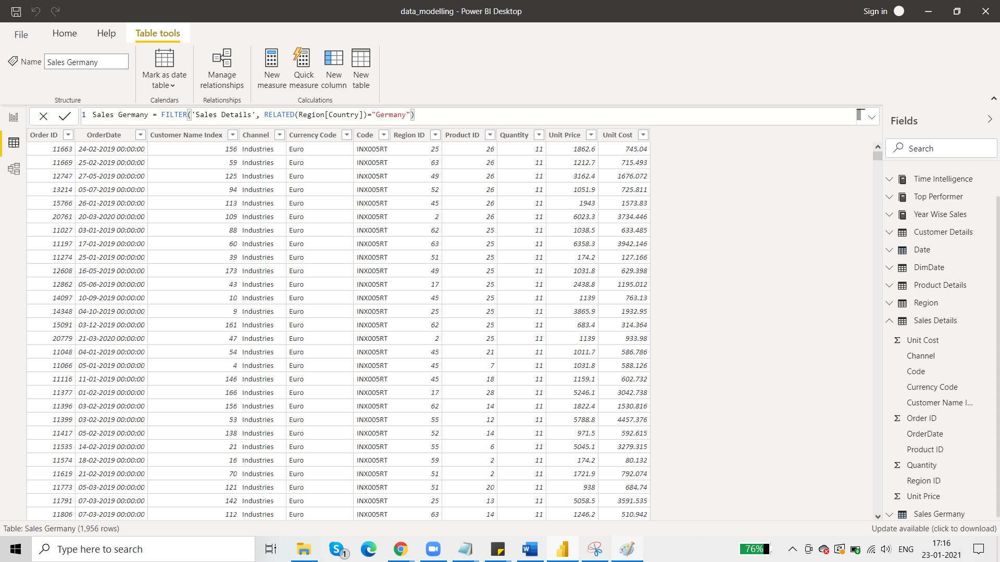 data_modelling - Power BI Desktop
Sign in
File Home Help Table tools
Name Sales Germany
Mark as date table
Manage relationships
New measure
Quick measure
New column
New table
Structure Calendars Relationships Calculations
1 Sales Germany = FILTER('Sales Details', RELATED(Region[Country])="Germany")
Order ID OrderDate Customer Name Index Channel Currency Code Code Region ID Product ID Quantity Unit Price Unit Cost
11663 24-02-2019 00:00:00 156 Industries Euro INX005RT 25 26 11 1862.6 745.04
11669 25-02-2019 00:00:00 59 Industries Euro INX005RT 63 26 11 1212.7 715.493
12747 27-05-2019 00:00:00 125 Industries Euro INX005RT 49 26 11 3162.4 1676.072
13214 05-07-2019 00:00:00 94 Industries Euro INX005RT 52 26 11 1051.9 725.811
15766 26-01-2019 00:00:00 113 Industries Euro INX005RT 45 26 11 1943 1573.83
20761 20-03-2020 00:00:00 109 Industries Euro INX005RT 2 26 11 6023.3 3734.446
11027 03-01-2019 00:00:00 88 Industries Euro INX005RT 62 25 11 1038.5 633.485
11197 17-01-2019 00:00:00 60 Industries Euro INX005RT 63 25 11 6358.3 3942.146
11274 25-01-2019 00:00:00 39 Industries Euro INX005RT 51 25 11 174.2 127.166
12608 16-05-2019 00:00:00 173 Industries Euro INX005RT 49 25 11 1031.8 629.398
12862 05-06-2019 00:00:00 43 Industries Euro INX005RT 17 25 11 2438.8 1195.012
14097 10-09-2019 00:00:00 10 Industries Euro INX005RT 45 25 11 1139 763.13
14348 04-10-2019 00:00:00 9 Industries Euro INX005RT 25 25 11 3865.9 1932.95
15091 03-12-2019 00:00:00 161 Industries Euro INX005RT 62 25 11 683.4 314.364
20779 21-03-2020 00:00:00 47 Industries Euro INX005RT 2 25 11 1139 933.98
11048 04-01-2019 00:00:00 54 Industries Euro INX005RT 45 21 11 1011.7 586.786
11066 05-01-2019 00:00:00 4 Industries Euro INX005RT 45 7 11 1031.8 588.126
11116 11-01-2019 00:00:00 146 Industries Euro INX005RT 45 18 11 1159.1 602.732
11377 01-02-2019 00:00:00 166 Industries Euro INX005RT 17 28 11 5246.1 3042.738
11396 03-02-2019 00:00:00 156 Industries Euro INX005RT 62 14 11 1822.4 1530.816
11399 03-02-2019 00:00:00 53 Industries Euro INX005RT 55 12 11 5788.8 4457.376
11417 05-02-2019 00:00:00 138 Industries Euro INX005RT 52 14 11 971.5 592.615
11535 14-02-2019 00:00:00 21 Industries Euro INX005RT 55 6 11 5045.1 3279.315
11574 18-02-2019 00:00:00 16 Industries Euro INX005RT 59 2 11 174.2 80.132
11619 21-02-2019 00:00:00 70 Industries Euro INX005RT 51 2 11 1721.9 792.074
11773 05-03-2019 00:00:00 121 Industries Euro INX005RT 51 20 11 938 684.74
11791 07-03-2019 00:00:00 142 Industries Euro INX005RT 25 13 11 5058.5 3591.535
11806 07-03-2019 00:00:00 112 Industries Euro INX005RT 63 14 11 1246.2 510.942
Fields
Search
Time Intelligence
Top Performer
Year Wise Sales
Customer Details
Date
DimDate
Product Details
Region
Sales Details
Σ Unit Cost
Channel
Code
Currency Code
Customer Name I...
Σ Order ID
OrderDate
Product ID
Σ Quantity
Region ID
Σ Unit Price
Sales Germany
Table: Sales Germany (1,956 rows)
Update available (click to download)
Type here to search
1
76%
ENG
17:16
23-01-2021